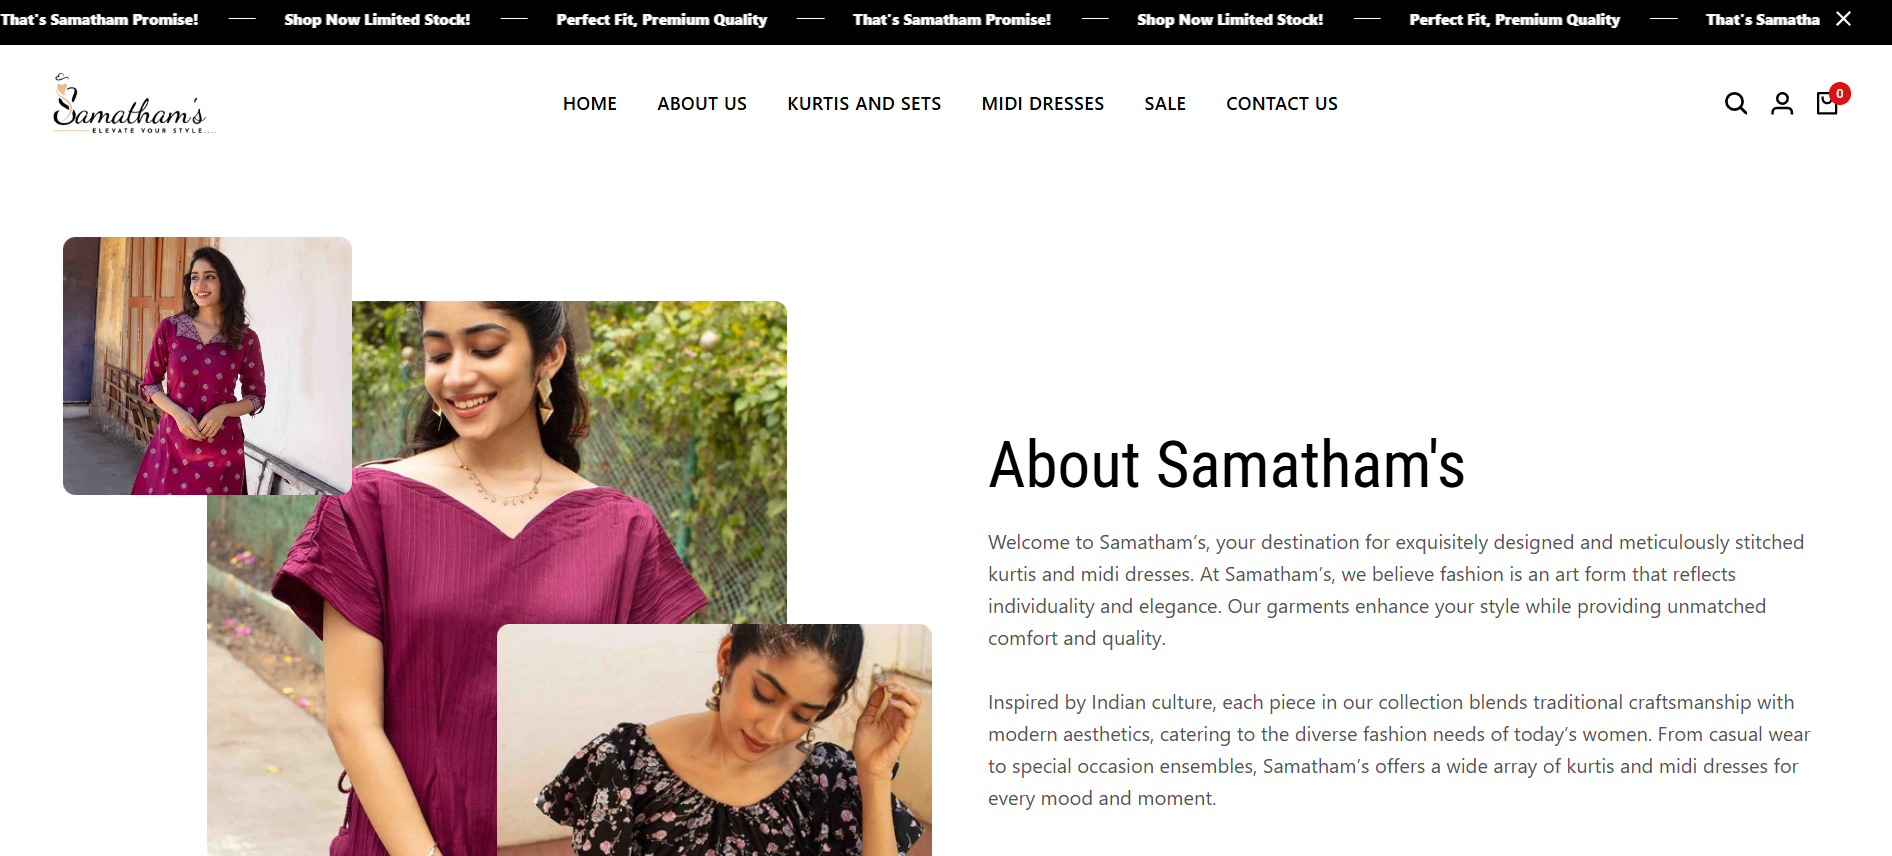 That's Samatham Promise! — Shop Now Limited Stock! — Perfect Fit, Premium Quality — That's Samatham Promise! — Shop Now Limited Stock! — Perfect Fit, Premium Quality — That's Samatha
Samatham's
ELEVATE YOUR STYLE....
HOME ABOUT US KURTIS AND SETS MIDI DRESSES SALE CONTACT US
0
About Samatham's
Welcome to Samatham’s, your destination for exquisitely designed and meticulously stitched
kurtis and midi dresses. At Samatham’s, we believe fashion is an art form that reflects
individuality and elegance. Our garments enhance your style while providing unmatched
comfort and quality.
Inspired by Indian culture, each piece in our collection blends traditional craftsmanship with
modern aesthetics, catering to the diverse fashion needs of today’s women. From casual wear
to special occasion ensembles, Samatham’s offers a wide array of kurtis and midi dresses for
every mood and moment.